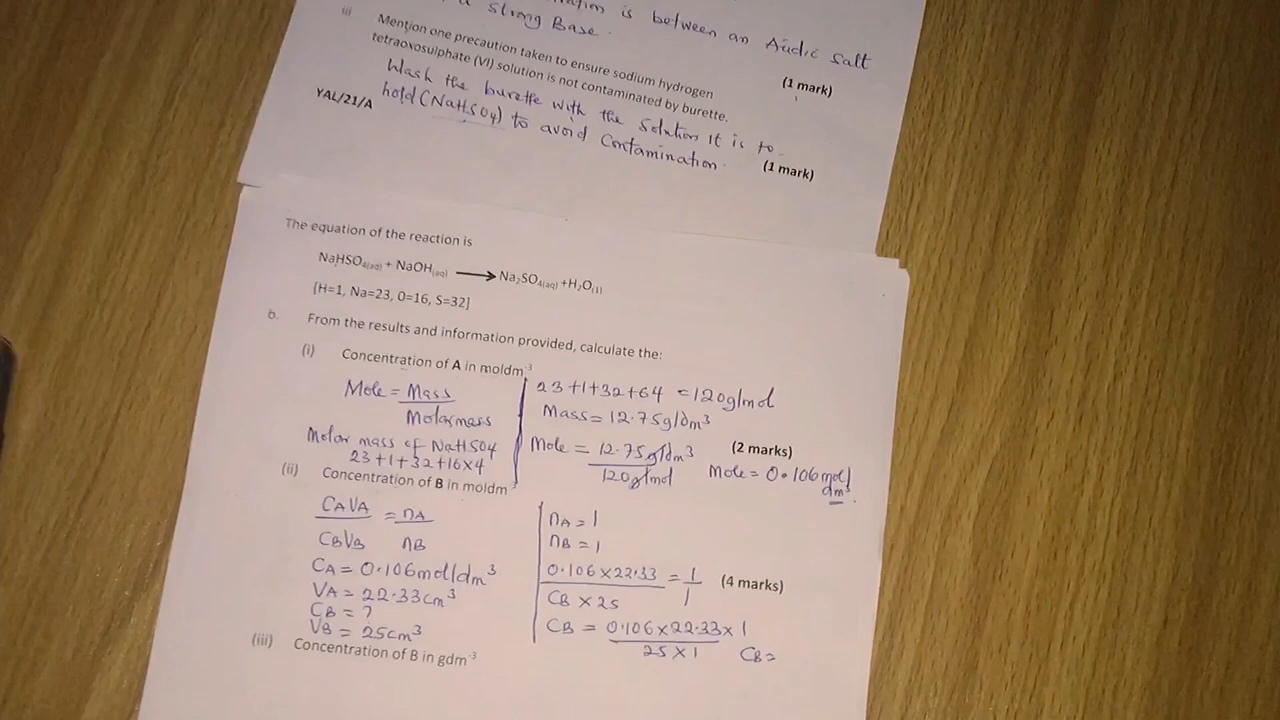 ation is between an Acidic salt
a strong Base.
(1 mark)
iii Mention one precaution taken to ensure sodium hydrogen
tetraoxosulphate (VI) solution is not contaminated by burette.
Wash the burette with the solution it is to
hold (NaHSO4) to avoid Contamination.
(1 mark)
YAL/21/A
The equation of the reaction is
NaHSO4(aq) + NaOH(aq) ⟶ Na2SO4(aq) + H2O(l)
[H=1, Na=23, 0=16, S=32]
b. From the results and information provided, calculate the:
(i) Concentration of A in moldm-3
Mole = Mass
Molar mass
Molar mass of NaHSO4
23+1+32+16×4
23+1+32+64 = 120g/mol
Mass = 12.75g/dm3
Mole = 12.75g/dm3
120g/mol
(2 marks)
Mole = 0.106mol/
dm3.
(ii) Concentration of B in moldm-3
CAVA = nA
CBVB nB
CA = 0.106mol/dm3
VA = 22.33cm3
CB = ?
VB = 25cm3
nA = 1
nB = 1
0.106×22.33 = 1
CB × 25 1
(4 marks)
CB = 0.106×22.33×1
25×1 CB=
(iii) Concentration of B in gdm-3